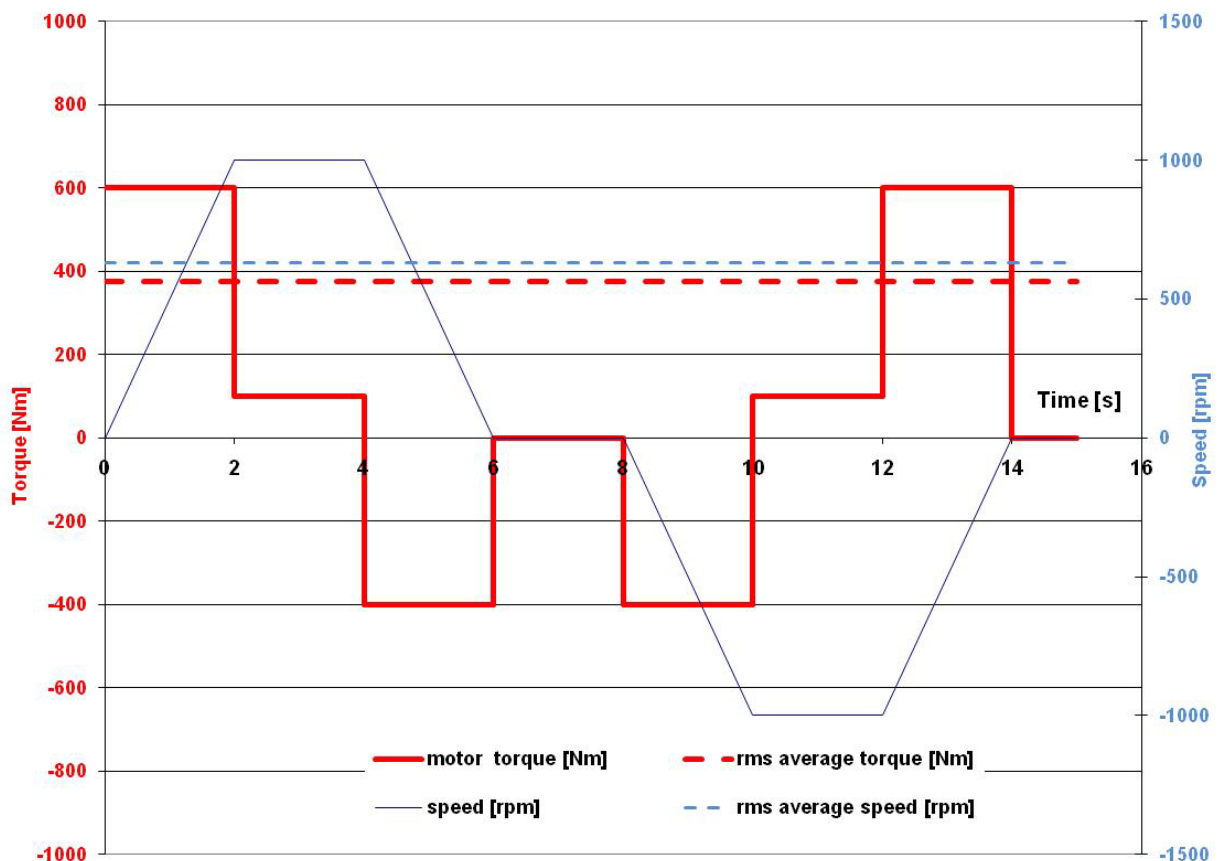 1000
800
600
400
200
0
-200
-400
-600
-800
-1000
Torque [Nm]
1500
1000
500
0
-500
-1000
-1500
Speed [rpm]
Time [s]
0 2 4 6 8 10 12 14 16
motor torque [Nm]
rms average torque [Nm]
speed [rpm]
rms average speed [rpm]